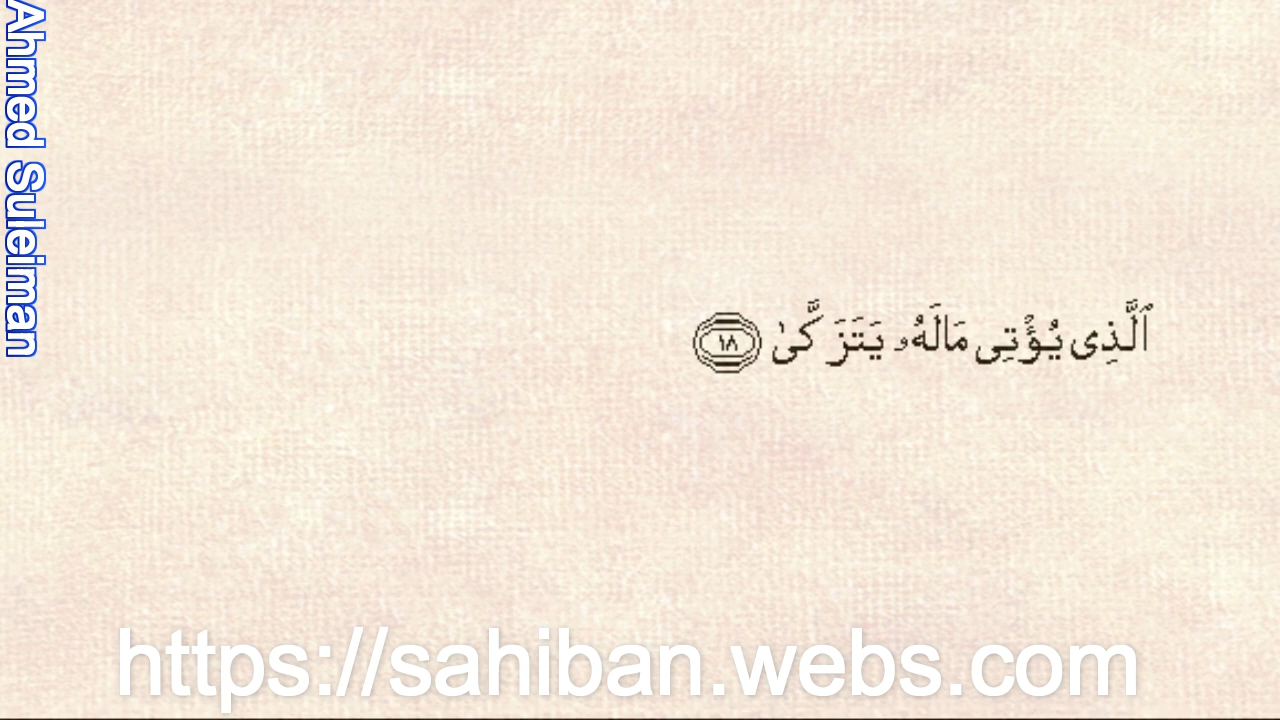 Ahmed Suleiman
ٱلَّذِى يُؤْتِى مَالَهُۥ يَتَزَكَّىٰ ١٨
https://sahiban.webs.com